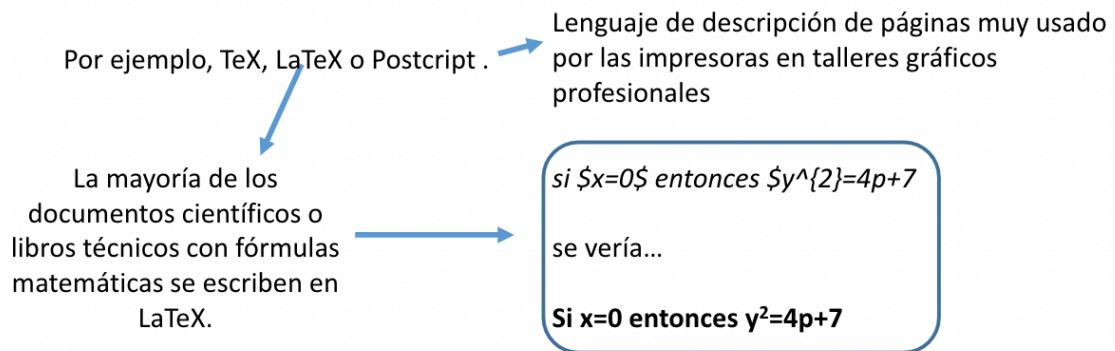 Por ejemplo, TeX, LaTeX o Postcript .
Lenguaje de descripción de páginas muy usado
por las impresoras en talleres gráficos
profesionales
La mayoría de los
documentos científicos o
libros técnicos con fórmulas
matemáticas se escriben en
LaTeX.
si $x=0$ entonces $y^{2}=4p+7
se vería...
Si x=0 entonces y²=4p+7